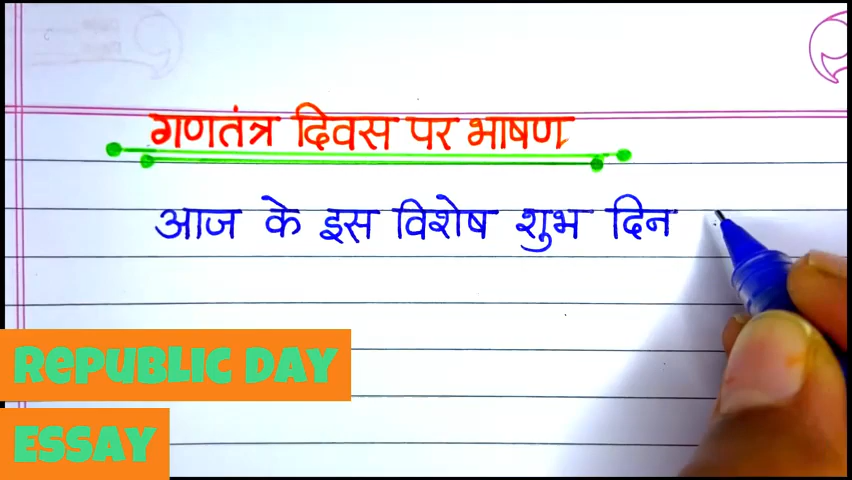 गणतंत्र दिवस पर भाषण
आज के इस विशेष शुभ दिन
REPUBLIC DAY
ESSAY